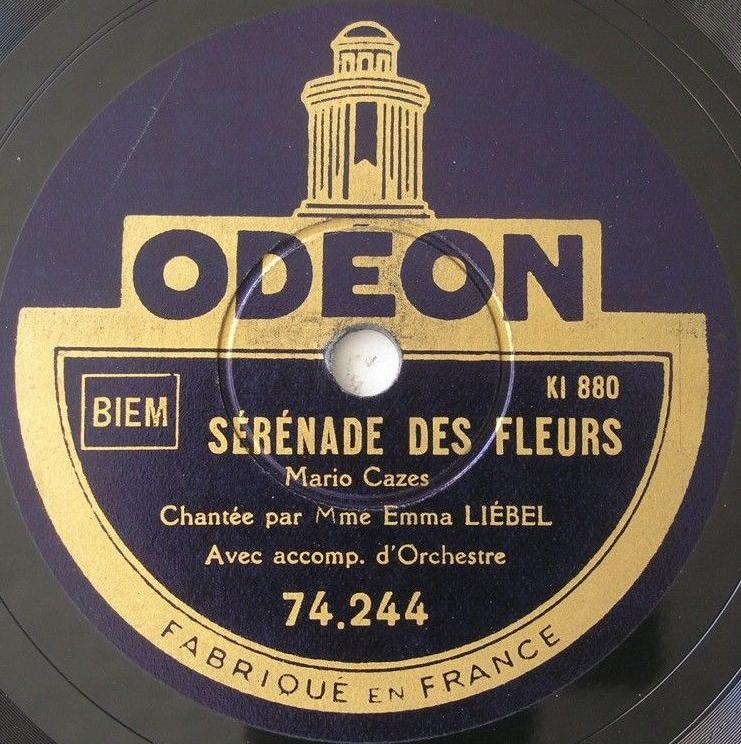 ODÉON
KI 880
BIEM
SÉRÉNADE DES FLEURS
Mario Cazes
Chantée par Mme Emma LIÉBEL
Avec accomp. d'Orchestre
74.244
FABRIQUÉ EN FRANCE